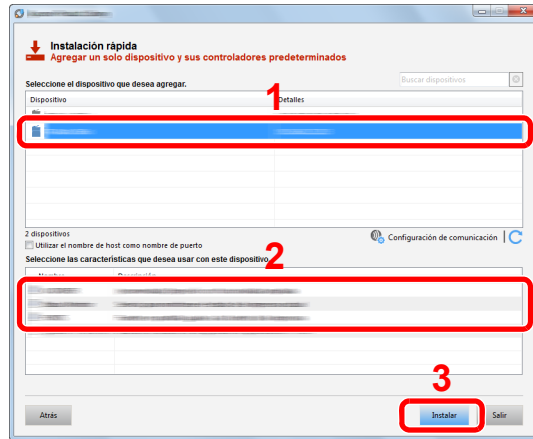 Instalación rápida
Agregar un solo dispositivo y sus controladores predeterminados
Seleccione el dispositivo que desea agregar.
Buscar dispositivos
1
Dispositivo
Detalles
2 dispositivos
Configuración de comunicación
Utilizar el nombre de host como nombre de puerto
2
Seleccione las características que desea usar con este dispositivo
3
Atrás
Instalar
Salir